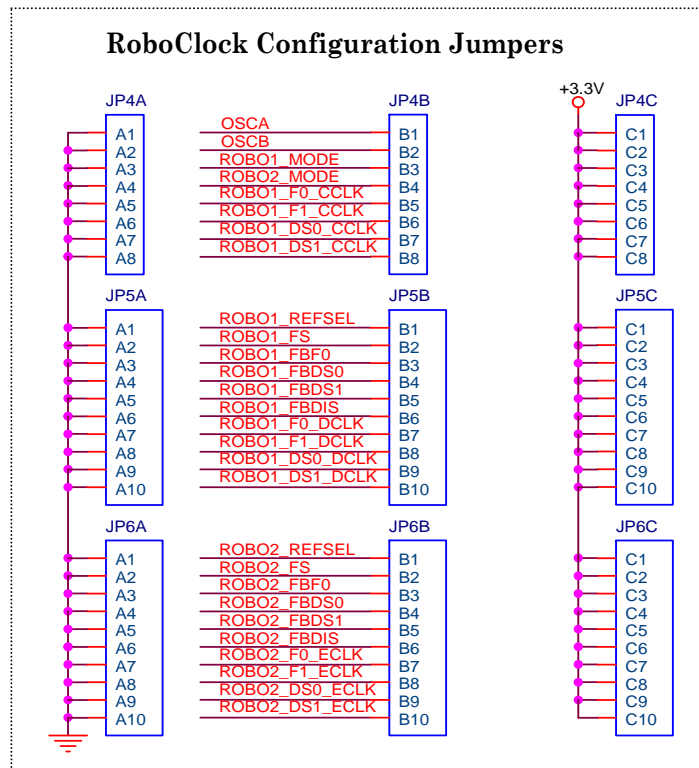 RoboClock Configuration Jumpers
+3.3V
JP4A
JP4B
JP4C
A1 OSCA B1 C1
A2 OSCB B2 C2
A3 ROBO1_MODE B3 C3
A4 ROBO2_MODE B4 C4
A5 ROBO1_F0_CCLK B5 C5
A6 ROBO1_F1_CCLK B6 C6
A7 ROBO1_DS0_CCLK B7 C7
A8 ROBO1_DS1_CCLK B8 C8
JP5A
JP5B
JP5C
A1 ROBO1_REFSEL B1 C1
A2 ROBO1_FS B2 C2
A3 ROBO1_FBF0 B3 C3
A4 ROBO1_FBDS0 B4 C4
A5 ROBO1_FBDS1 B5 C5
A6 ROBO1_FBDIS B6 C6
A7 ROBO1_F0_DCLK B7 C7
A8 ROBO1_F1_DCLK B8 C8
A9 ROBO1_DS0_DCLK B9 C9
A10 ROBO1_DS1_DCLK B10 C10
JP6A
JP6B
JP6C
A1 ROBO2_REFSEL B1 C1
A2 ROBO2_FS B2 C2
A3 ROBO2_FBF0 B3 C3
A4 ROBO2_FBDS0 B4 C4
A5 ROBO2_FBDS1 B5 C5
A6 ROBO2_FBDIS B6 C6
A7 ROBO2_F0_ECLK B7 C7
A8 ROBO2_F1_ECLK B8 C8
A9 ROBO2_DS0_ECLK B9 C9
A10 ROBO2_DS1_ECLK B10 C10